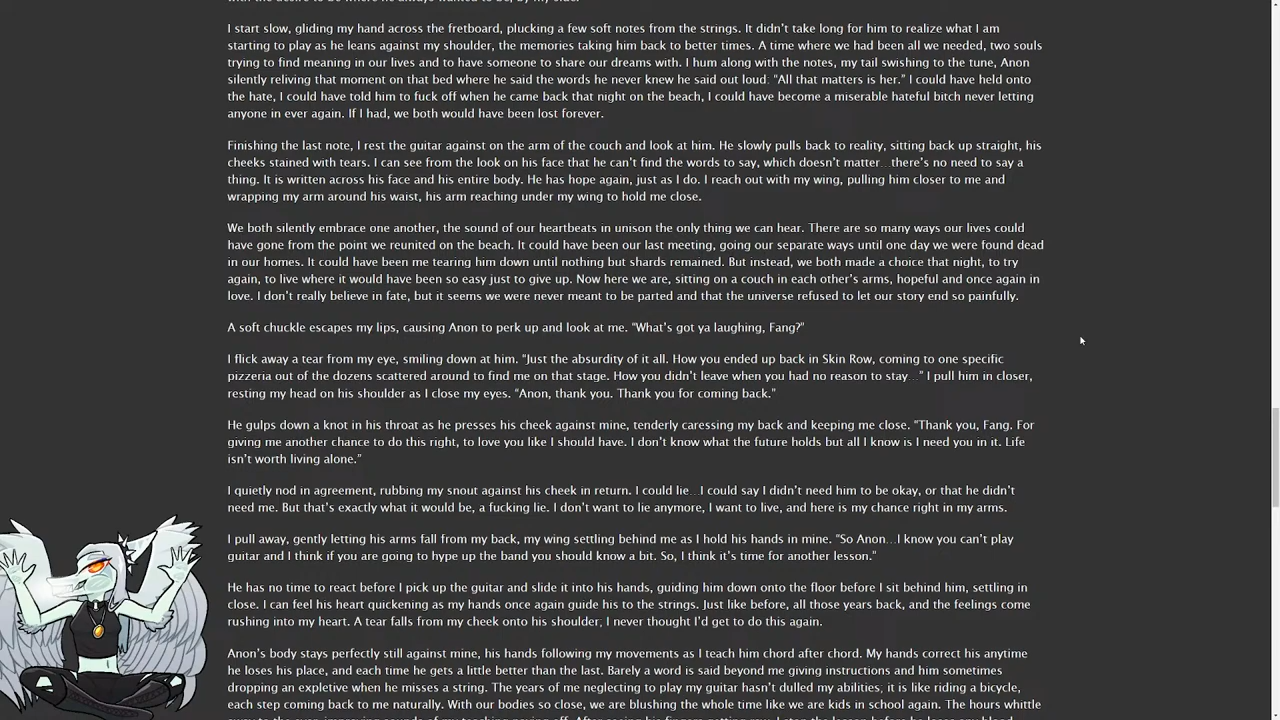 I start slow, gliding my hand across the fretboard, plucking a few soft notes from the strings. It didn’t take long for him to realize what I am
starting to play as he leans against my shoulder, the memories taking him back to better times. A time where we had been all we needed, two souls
trying to find meaning in our lives and to have someone to share our dreams with. I hum along with the notes, my tail swishing to the tune, Anon
silently reliving that moment on that bed where he said the words he never knew he said out loud. “All that matters is her.” I could have held onto
the hate, I could have told him to fuck off when he came back that night on the beach, I could have become a miserable hateful bitch never letting
anyone in ever again. If I had, we both would have been lost forever.
Finishing the last note, I rest the guitar against on the arm of the couch and look at him. He slowly pulls back to reality, sitting back up straight, his
cheeks stained with tears. I can see from the look on his face that he can’t find the words to say, which doesn’t matter…there’s no need to say a
thing. It is written across his face and his entire body. He has hope again, just as I do. I reach out with my wing, pulling him closer to me and
wrapping my arm around his waist, his arm reaching under my wing to hold me close.
We both silently embrace one another, the sound of our heartbeats in unison the only thing we can hear. There are so many ways our lives could
have gone from the point we reunited on the beach. It could have been our last meeting, going our separate ways until one day we were found dead
in our homes. It could have been me tearing him down until nothing but shards remained. But instead, we both made a choice that night, to try
again, to live where it would have been so easy just to give up. Now here we are, sitting on a couch in each other’s arms, hopeful and once again in
love. I don’t really believe in fate, but it seems we were never meant to be parted and that the universe refused to let our story end so painfully.
A soft chuckle escapes my lips, causing Anon to perk up and look at me. “What’s got ya laughing, Fang?”
I flick away a tear from my eye, smiling down at him. “Just the absurdity of it all. How you ended up back in Skin Row, coming to one specific
pizzeria out of the dozens scattered around to find me on that stage. How you didn’t leave when you had no reason to stay…” I pull him in closer,
resting my head on his shoulder as I close my eyes. “Anon, thank you. Thank you for coming back.”
He gulps down a knot in his throat as he presses his cheek against mine, tenderly caressing my back and keeping me close. “Thank you, Fang. For
giving me another chance to do this right, to love you like I should have. I don’t know what the future holds but all I know is I need you in it. Life
isn’t worth living alone.”
I quietly nod in agreement, rubbing my snout against his cheek in return. I could lie…I could say I didn’t need him to be okay, or that he didn’t
need me. But that’s exactly what it would be, a fucking lie. I don’t want to lie anymore, I want to live, and here is my chance right in my arms.
I pull away, gently letting his arms fall from my back, my wing settling behind me as I hold his hands in mine. “So Anon…I know you can’t play
guitar and I think if you are going to hype up the band you should know a bit. So, I think it’s time for another lesson.”
He has no time to react before I pick up the guitar and slide it into his hands, guiding him down onto the floor before I sit behind him, settling in
close. I can feel his heart quickening as my hands once again guide his to the strings. Just like before, all those years back, and the feelings come
rushing into my heart. A tear falls from my cheek onto his shoulder, I never thought I’d get to do this again.
Anon’s body stays perfectly still against mine, his hands following my movements as I teach him chord after chord. My hands correct his anytime
he loses his place, and each time he gets a little better than the last. Barely a word is said beyond me giving instructions and him sometimes
dropping an expletive when he misses a string. The years of me neglecting to play my guitar hasn’t dulled my abilities, it is like riding a bicycle,
each step coming back to me naturally. With our bodies so close, we are blushing the whole time like we are kids in school again. The hours whittle